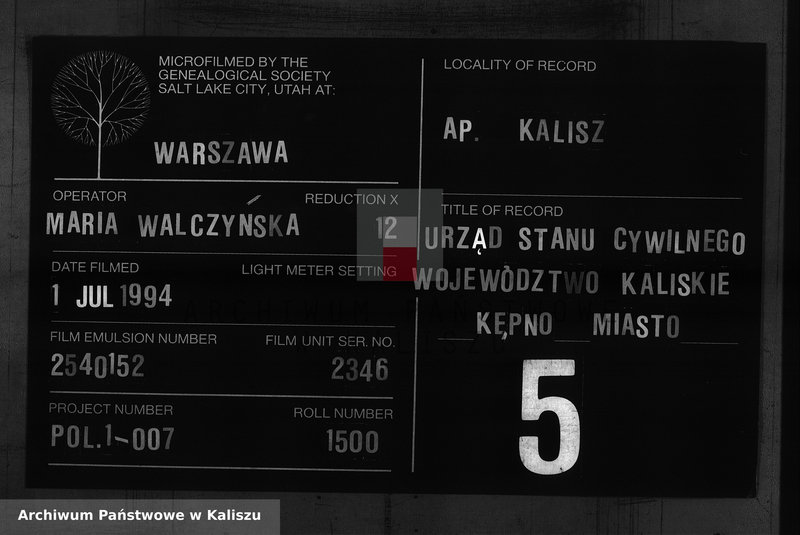 MICROFILMED BY THE
GENEALOGICAL SOCIETY
SALT LAKE CITY, UTAH AT:
WARSZAWA
OPERATOR
REDUCTION X
MARIA WALCZYŃSKA
12
DATE FILMED
LIGHT METER SETTING
1 JUL 1994
FILM EMULSION NUMBER
FILM UNIT SER. NO.
2540152
2346
PROJECT NUMBER
ROLL NUMBER
POL.1-007
1500
LOCALITY OF RECORD
AP. KALISZ
TITLE OF RECORD
URZĄD STANU CYWILNEGO
WOJEWÒDZTWO KALISKIE
KĘPNO MIASTO
5
ARCHIWUM PAŃSTWOWE
Archiwum Państwowe w Kaliszu